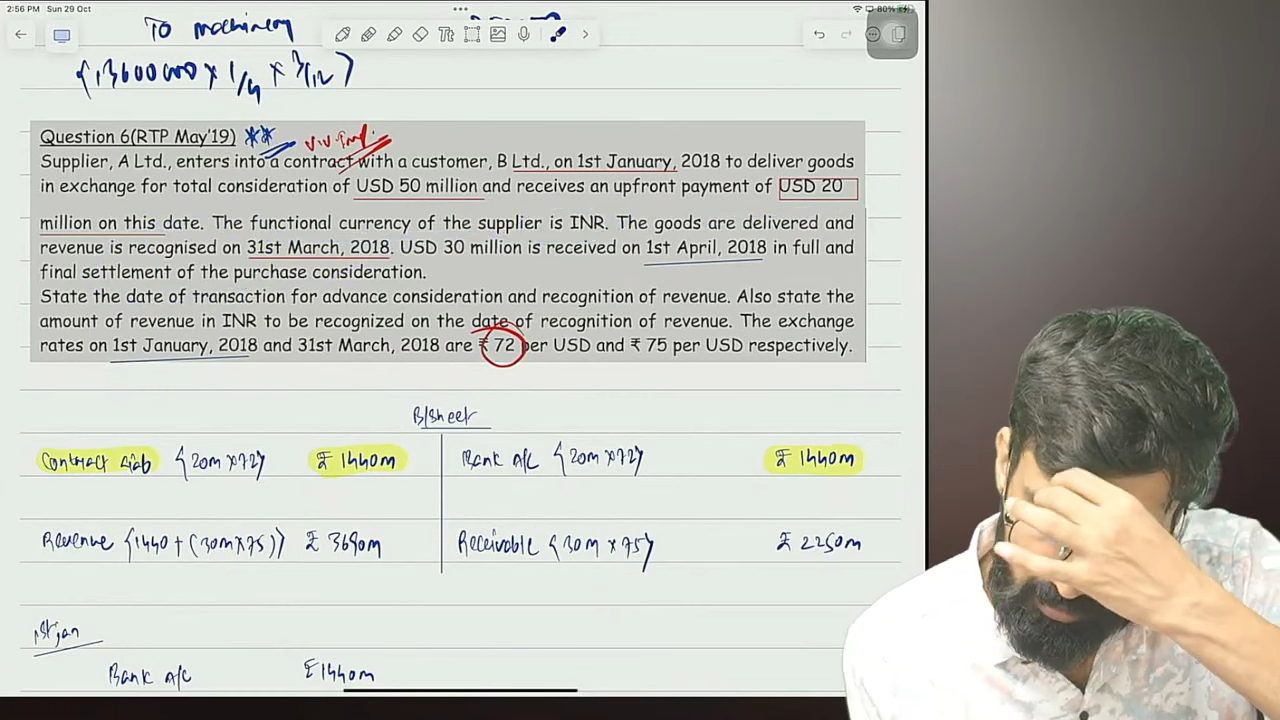 2:56 PM Sun 29 Oct
80%
To machinery
{13600000 x 1/4 x 3/12}
Question 6(RTP May'19) ** v.v.imp.
Supplier, A Ltd., enters into a contract with a customer, B Ltd., on 1st January, 2018 to deliver goods
in exchange for total consideration of USD 50 million and receives an upfront payment of USD 20
million on this date. The functional currency of the supplier is INR. The goods are delivered and
revenue is recognised on 31st March, 2018. USD 30 million is received on 1st April, 2018 in full and
final settlement of the purchase consideration.
State the date of transaction for advance consideration and recognition of revenue. Also state the
amount of revenue in INR to be recognized on the date of recognition of revenue. The exchange
rates on 1st January, 2018 and 31st March, 2018 are ₹ 72 per USD and ₹ 75 per USD respectively.
B/Sheet
Contract Liab {20m x 72} ₹ 1440m Bank A/c {20m x 72} ₹ 1440m
Revenue {1440 + (30m x 75)} ₹ 3690m Receivable {30m x 75} ₹ 2250m
1st Jan
Bank A/c ₹ 1440m